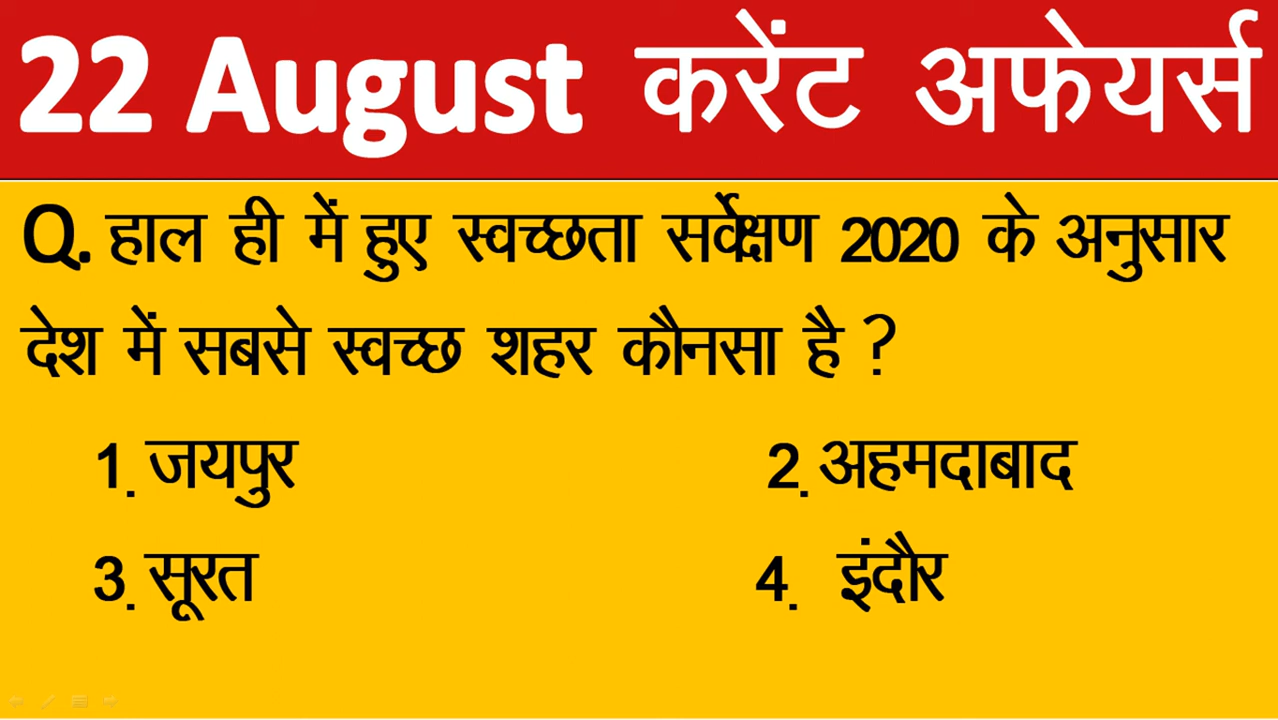 22 August करेंट अफेयर्स
Q. हाल ही में हुए स्वच्छता सर्वेक्षण 2020 के अनुसार
देश में सबसे स्वच्छ शहर कौनसा है ?
1. जयपुर 2. अहमदाबाद
3. सूरत 4. इंदौर